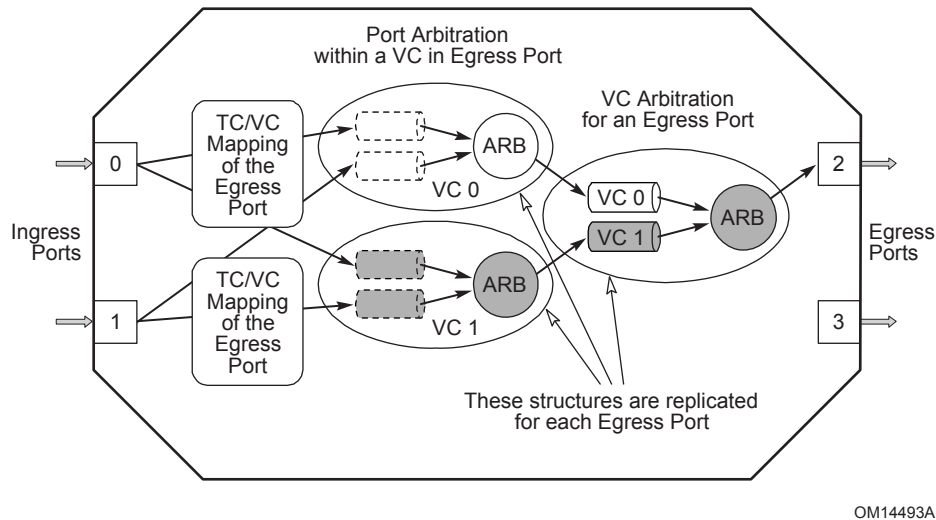 Port Arbitration
within a VC in Egress Port
VC Arbitration
for an Egress Port
TC/VC
Mapping
of the
Egress
Port
ARB
VC 0
0
2
VC 0
VC 1
ARB
Ingress
Ports
Egress
Ports
TC/VC
Mapping
of the
Egress
Port
ARB
VC 1
1
3
These structures are replicated
for each Egress Port
OM14493A